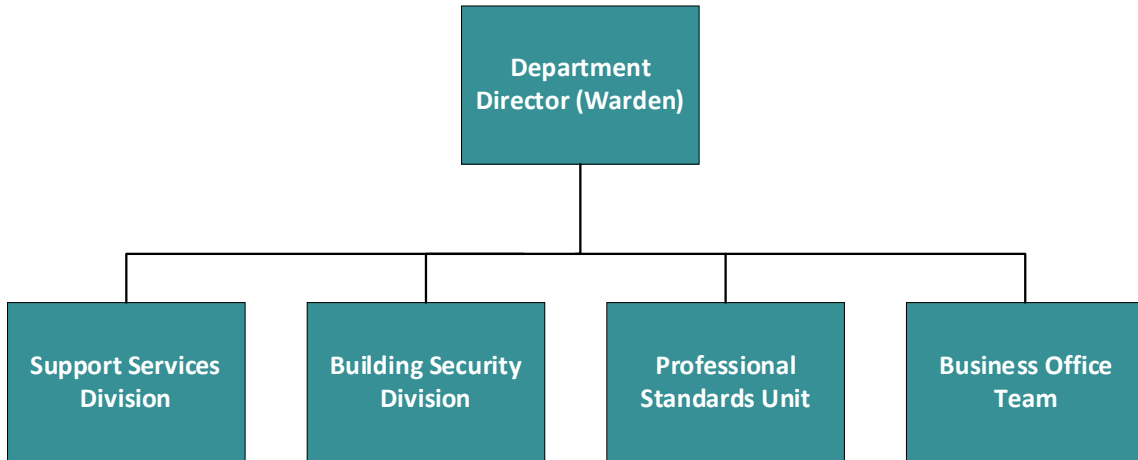 Department
Director (Warden)
Support Services
Division
Building Security
Division
Professional
Standards Unit
Business Office
Team